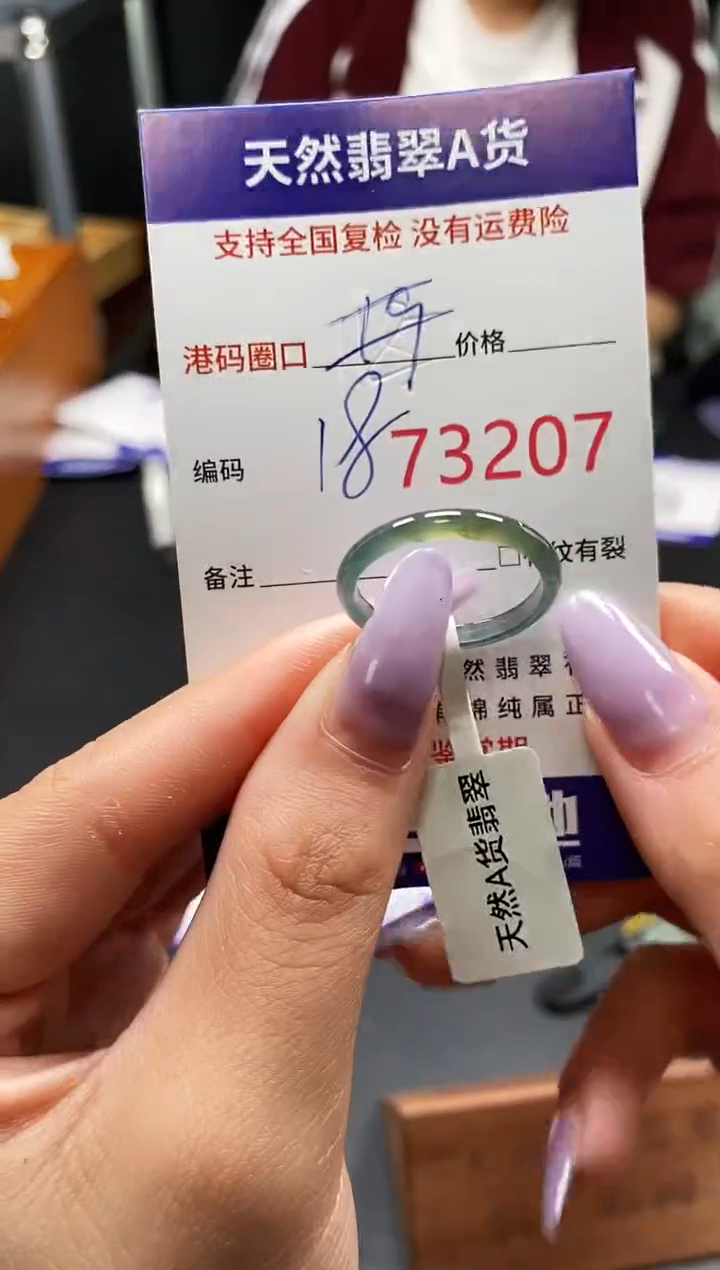 天然翡翠A货
支持全国复检 没有运费险
港码圈口 价格
18
编码 73207
备注 □ 纹有裂
然翡翠
棉纯属正
天然A货翡翠